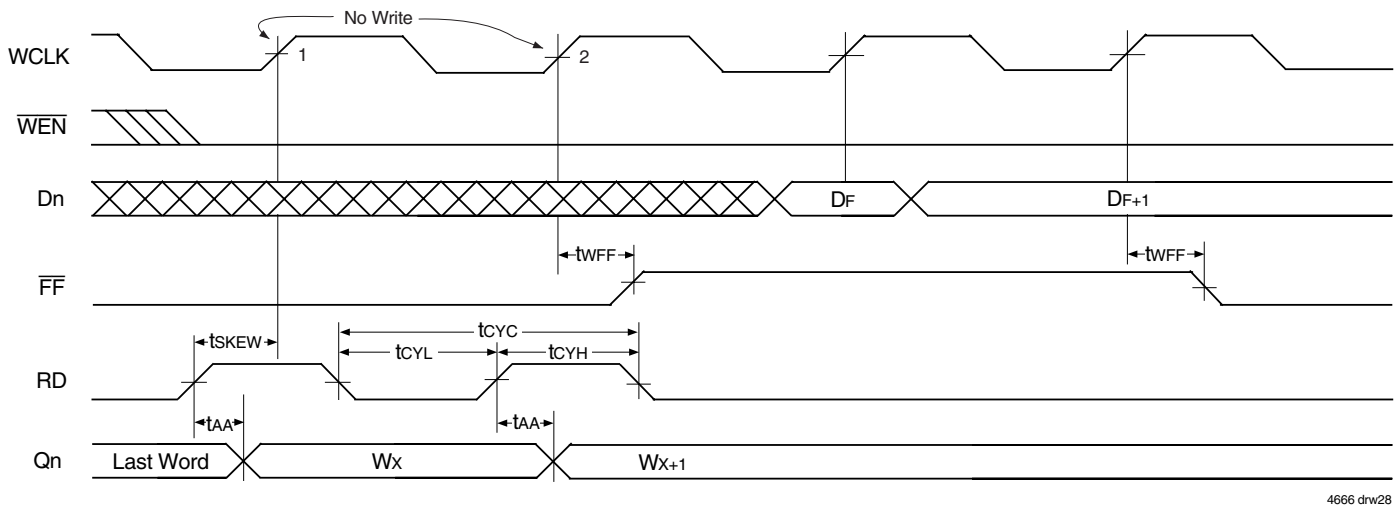 No Write
WCLK 1 2
WEN
Dn DF DF+1
tWFF tWFF
FF
tCYC
tSKEW tCYL tCYH
RD
tAA tAA
Qn Last Word WX WX+1
4666 drw28